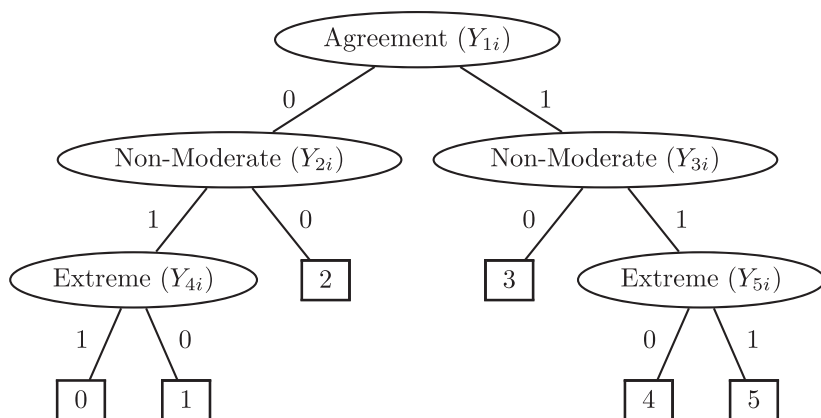 Agreement (Y1i)
0 1
Non-Moderate (Y2i) Non-Moderate (Y3i)
1 0 0 1
Extreme (Y4i) 2 3 Extreme (Y5i)
1 0 0 1
0 1 4 5